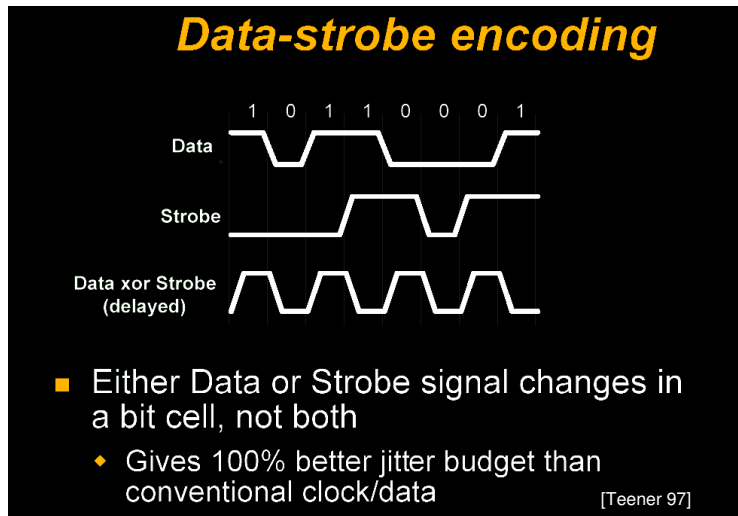 Data-strobe encoding
1 0 1 1 0 0 0 1
Data
Strobe
Data xor Strobe
(delayed)
Either Data or Strobe signal changes in
a bit cell, not both
Gives 100% better jitter budget than
conventional clock/data
[Teener 97]